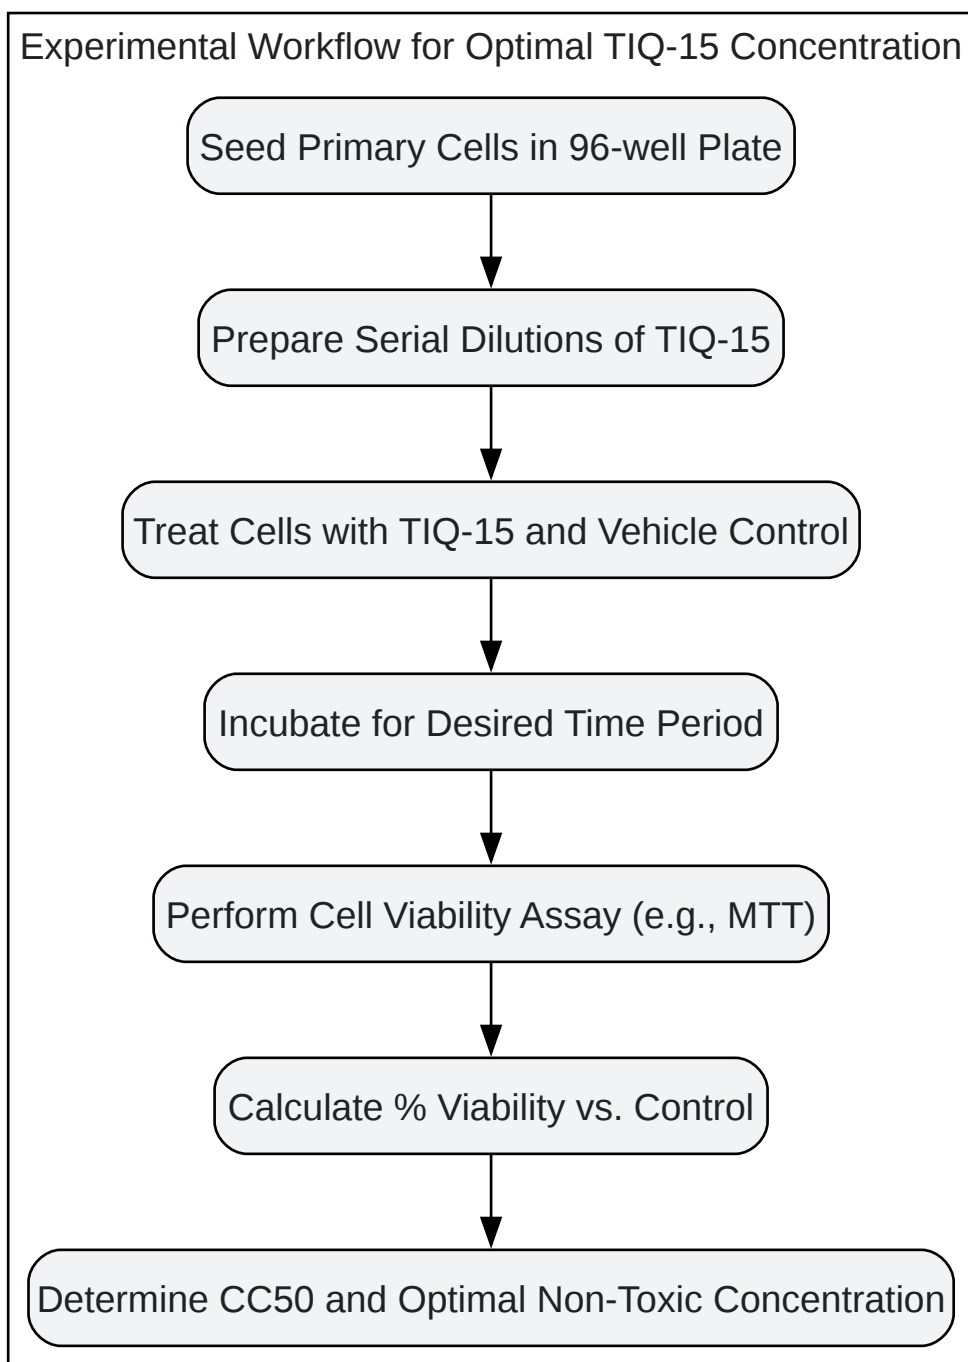 Experimental Workflow for Optimal TIQ-15 Concentration
Seed Primary Cells in 96-well Plate
Prepare Serial Dilutions of TIQ-15
Treat Cells with TIQ-15 and Vehicle Control
Incubate for Desired Time Period
Perform Cell Viability Assay (e.g., MTT)
Calculate % Viability vs. Control
Determine CC50 and Optimal Non-Toxic Concentration